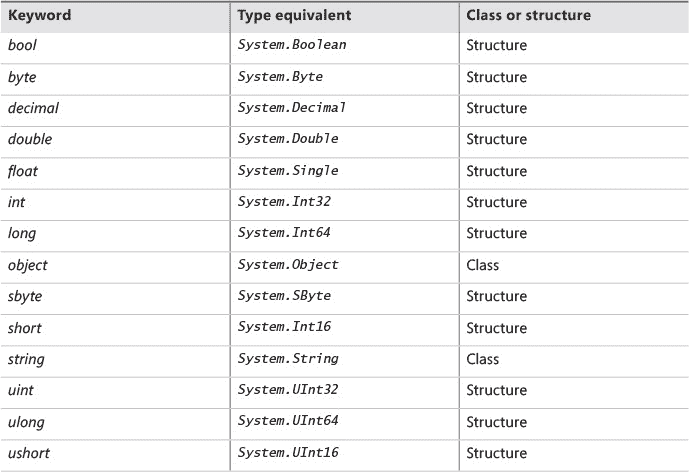 Keyword Type equivalent Class or structure
bool System.Boolean Structure
byte System.Byte Structure
decimal System.Decimal Structure
double System.Double Structure
float System.Single Structure
int System.Int32 Structure
long System.Int64 Structure
object System.Object Class
sbyte System.SByte Structure
short System.Int16 Structure
string System.String Class
uint System.UInt32 Structure
ulong System.UInt64 Structure
ushort System.UInt16 Structure